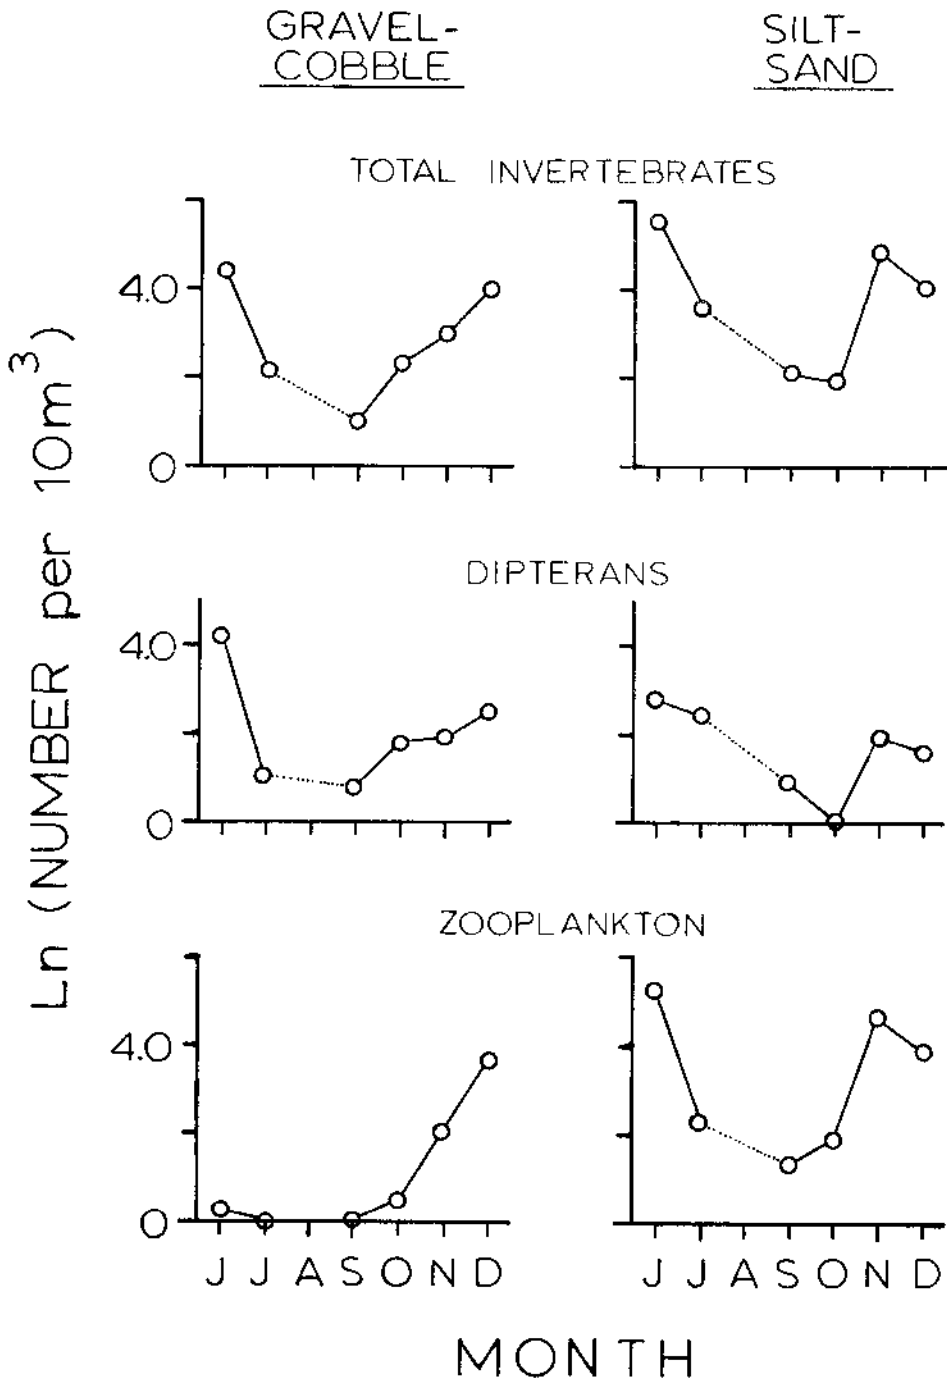 GRAVEL-
COBBLE
SILT-
SAND
TOTAL INVERTEBRATES
4.0
0
DIPTERANS
4.0
0
ZOOPLANKTON
4.0
0
J J A S O N D
J J A S O N D
MONTH
Ln (NUMBER per 10m³)